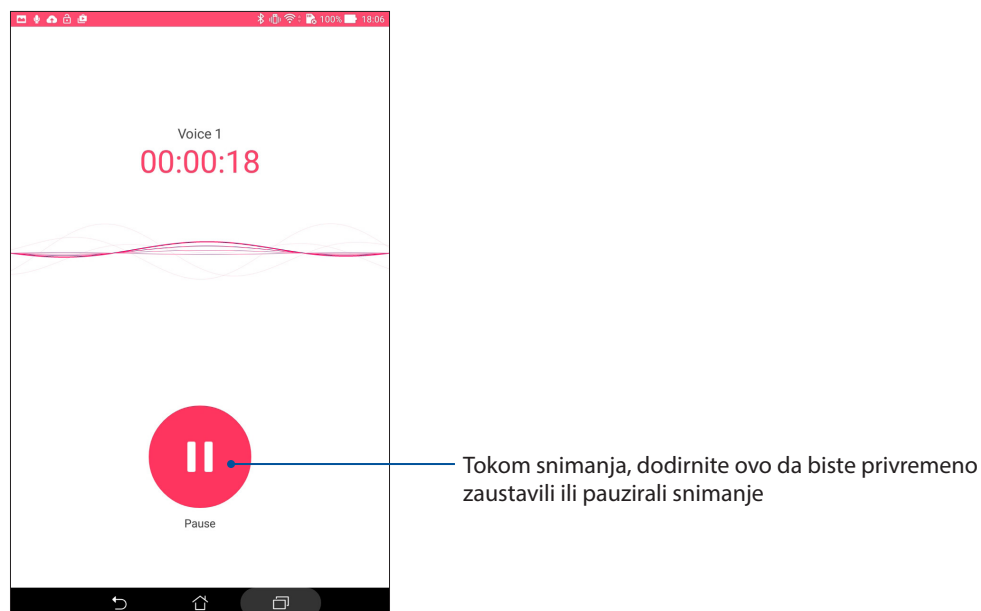 100% 18:06
Voice 1
00:00:18
Pause
Tokom snimanja, dodirnite ovo da biste privremeno
zaustavili ili pauzirali snimanje